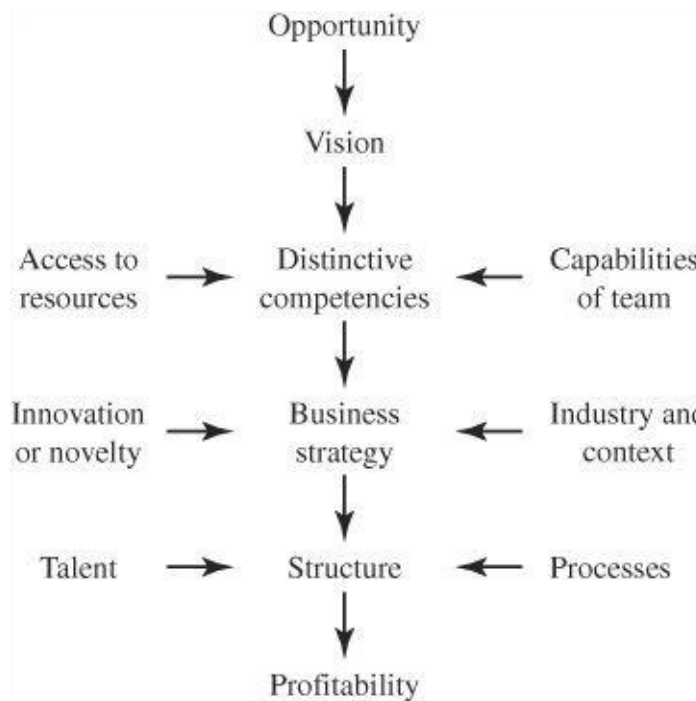 Opportunity
Vision
Access to
resources
Distinctive
competencies
Capabilities
of team
Innovation
or novelty
Business
strategy
Industry and
context
Talent
Structure
Processes
Profitability